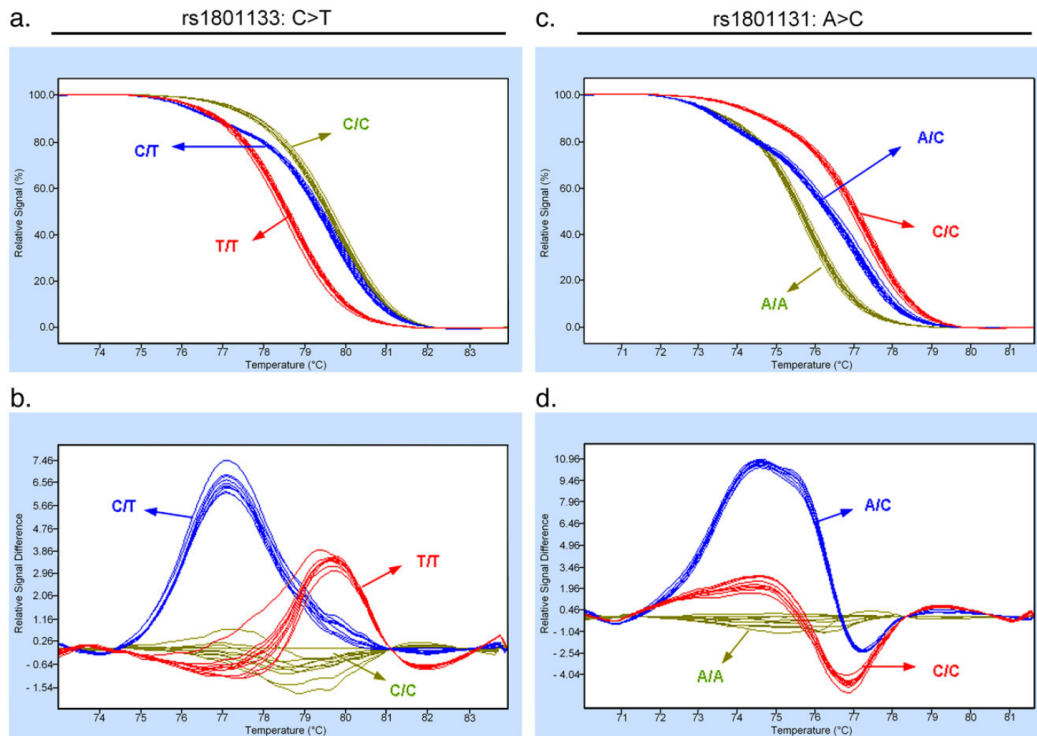 a.
rs1801133: C>T
100.0
80.0
60.0
40.0
20.0
0.0
Relative Signal (%)
C/C
C/T
T/T
74 75 76 77 78 79 80 81 82 83
Temperature (°C)
c.
rs1801131: A>C
100.0
80.0
60.0
40.0
20.0
0.0
Relative Signal (%)
A/C
C/C
A/A
71 72 73 74 75 76 77 78 79 80 81
Temperature (°C)
b.
7.46
6.56
5.66
4.76
3.86
2.96
2.06
1.16
0.26
-0.64
-1.54
Relative Signal Difference
C/T
T/T
C/C
74 75 76 77 78 79 80 81 82 83
Temperature (°C)
d.
10.96
9.46
7.96
6.46
4.96
3.46
1.96
0.46
-1.04
-2.54
-4.04
Relative Signal Difference
A/C
A/A
C/C
71 72 73 74 75 76 77 78 79 80 81
Temperature (°C)